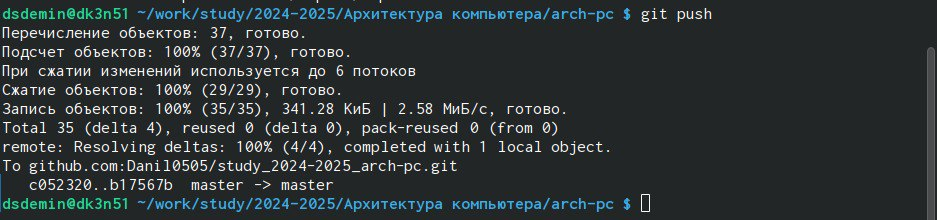 dsdemin@dk3n51 ~/work/study/2024-2025/Архитектура компьютера/arch-pc $ git push
Перечисление объектов: 37, готово.
Подсчет объектов: 100% (37/37), готово.
При сжатии изменений используется до 6 потоков
Сжатие объектов: 100% (29/29), готово.
Запись объектов: 100% (35/35), 341.28 КиБ | 2.58 МиБ/с, готово.
Total 35 (delta 4), reused 0 (delta 0), pack-reused 0 (from 0)
remote: Resolving deltas: 100% (4/4), completed with 1 local object.
To github.com:Danil0505/study_2024-2025_arch-pc.git
   c052320..b17567b  master -> master
dsdemin@dk3n51 ~/work/study/2024-2025/Архитектура компьютера/arch-pc $